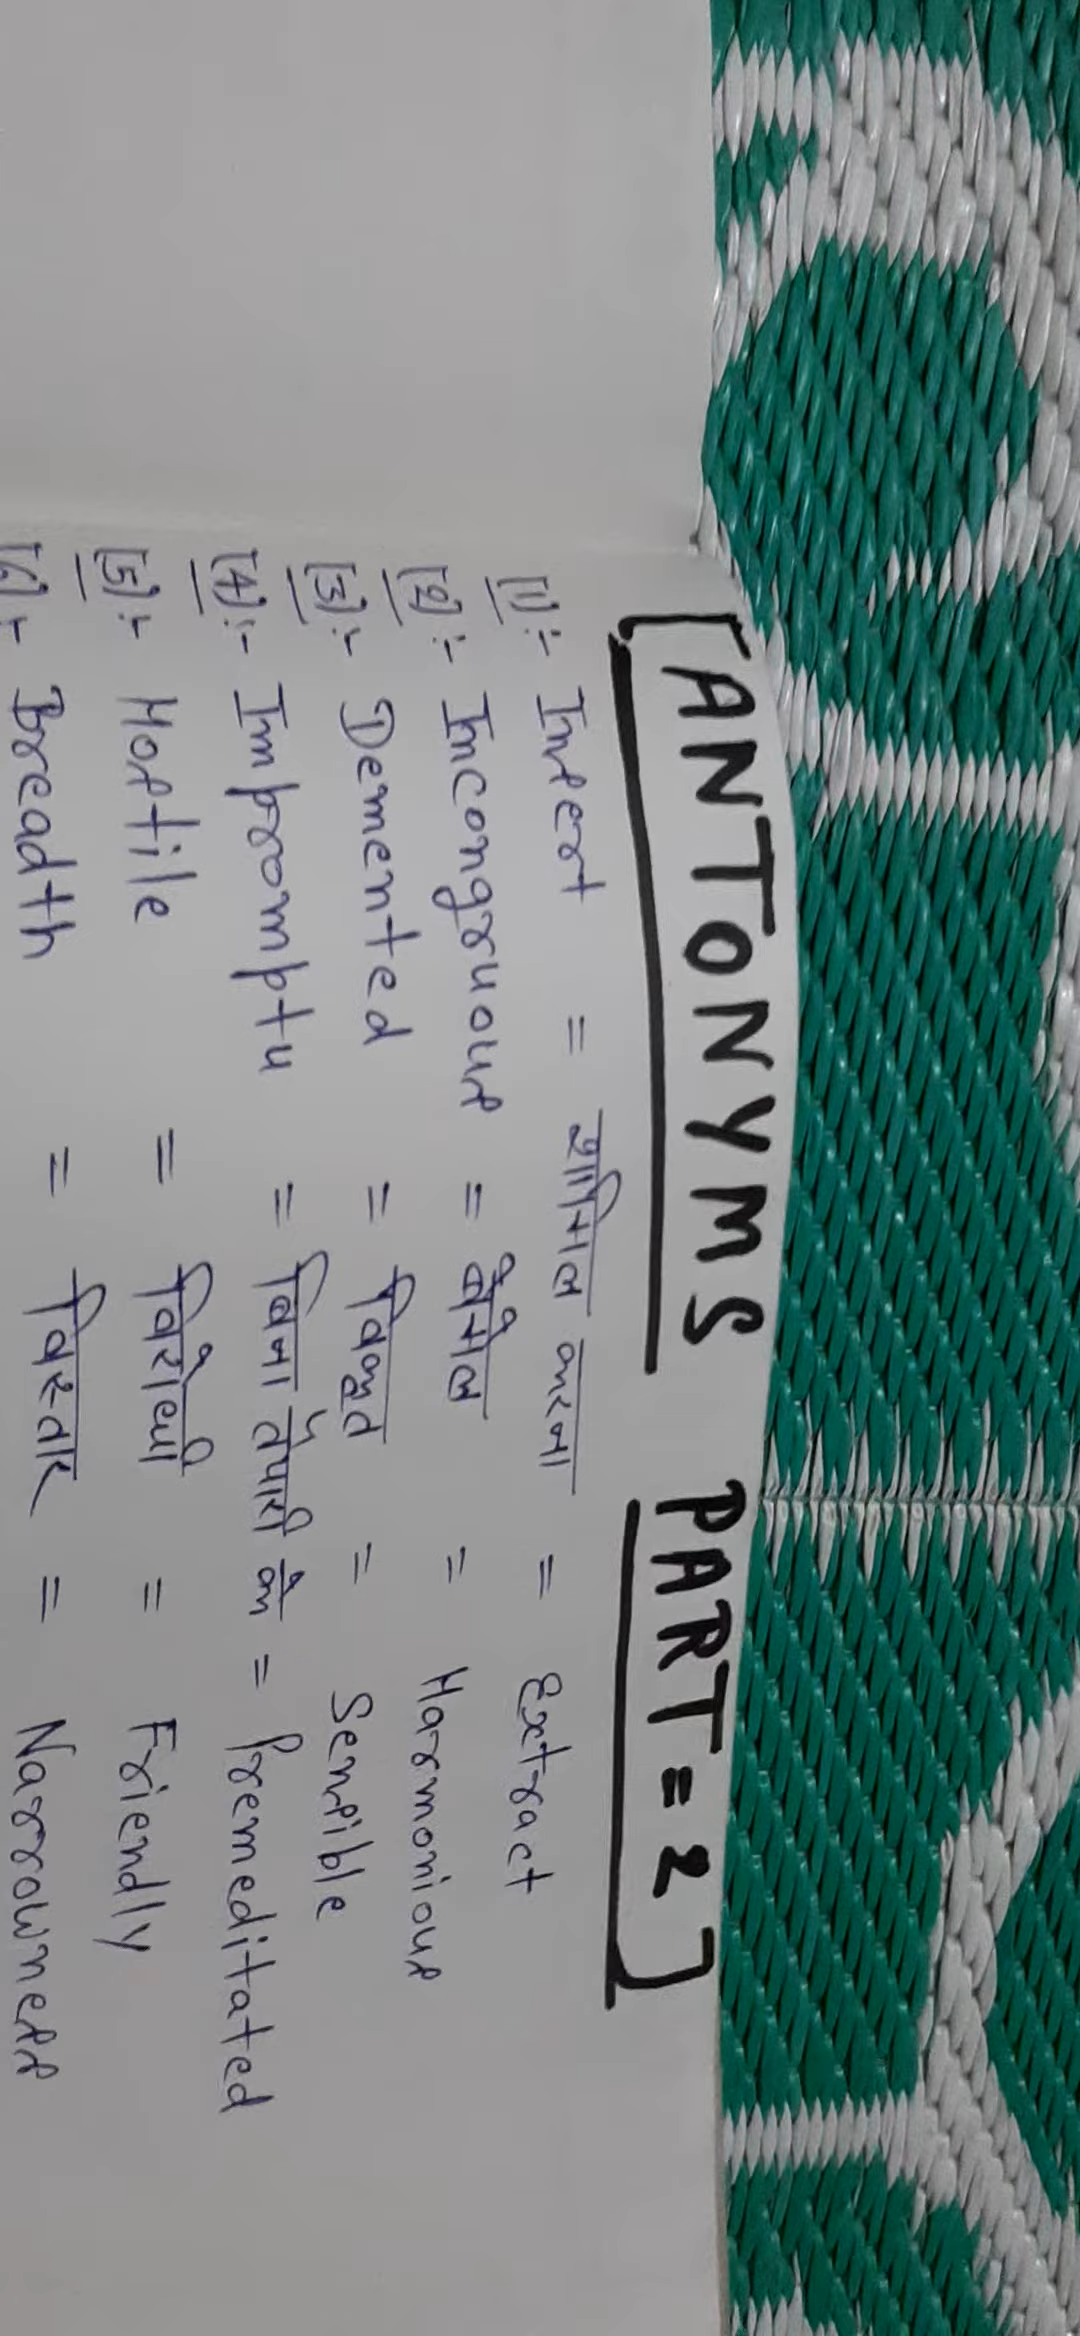 [ANTONYMS PART = 2]
[1]:- Insert = शामिल करना = Extract
[2]:- Incongruous = बेमेल = Harmonious
[3]:- Demented = विक्षृत = Sensible
[4]:- Impromptu = बिना तैयारी के = Premeditated
[5]:- Hostile = विरोधी = Friendly
[6]:- Breadth = विस्तार = Narrowness